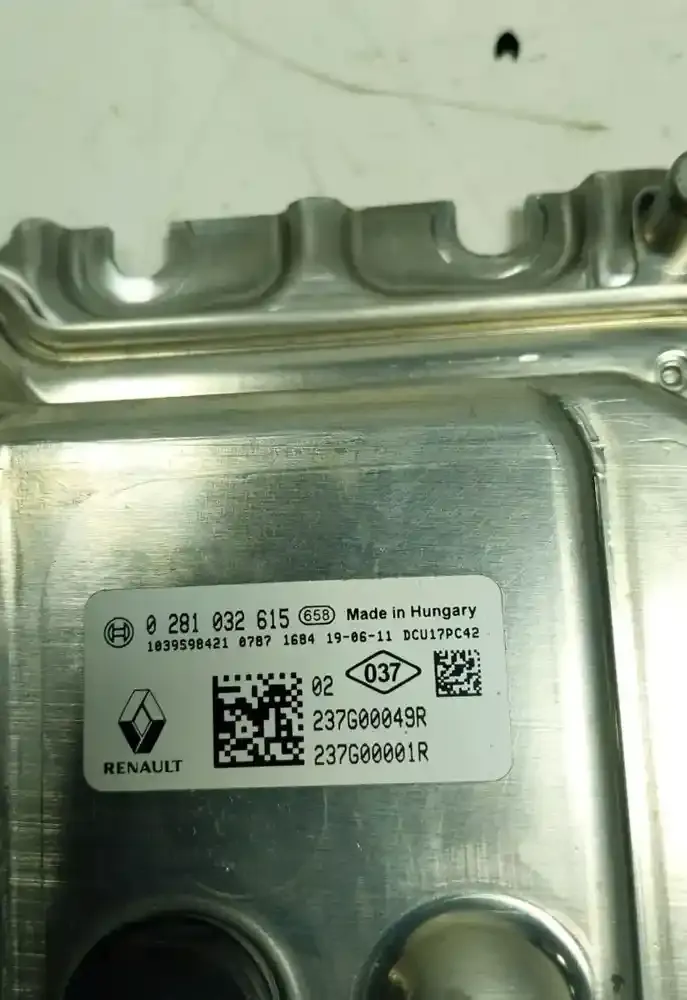 0 281 032 615 658 Made in Hungary
1039S98421 0787 1684 19-06-11 DCU17PC42
02 037
237G00049R
237G00001R
RENAULT